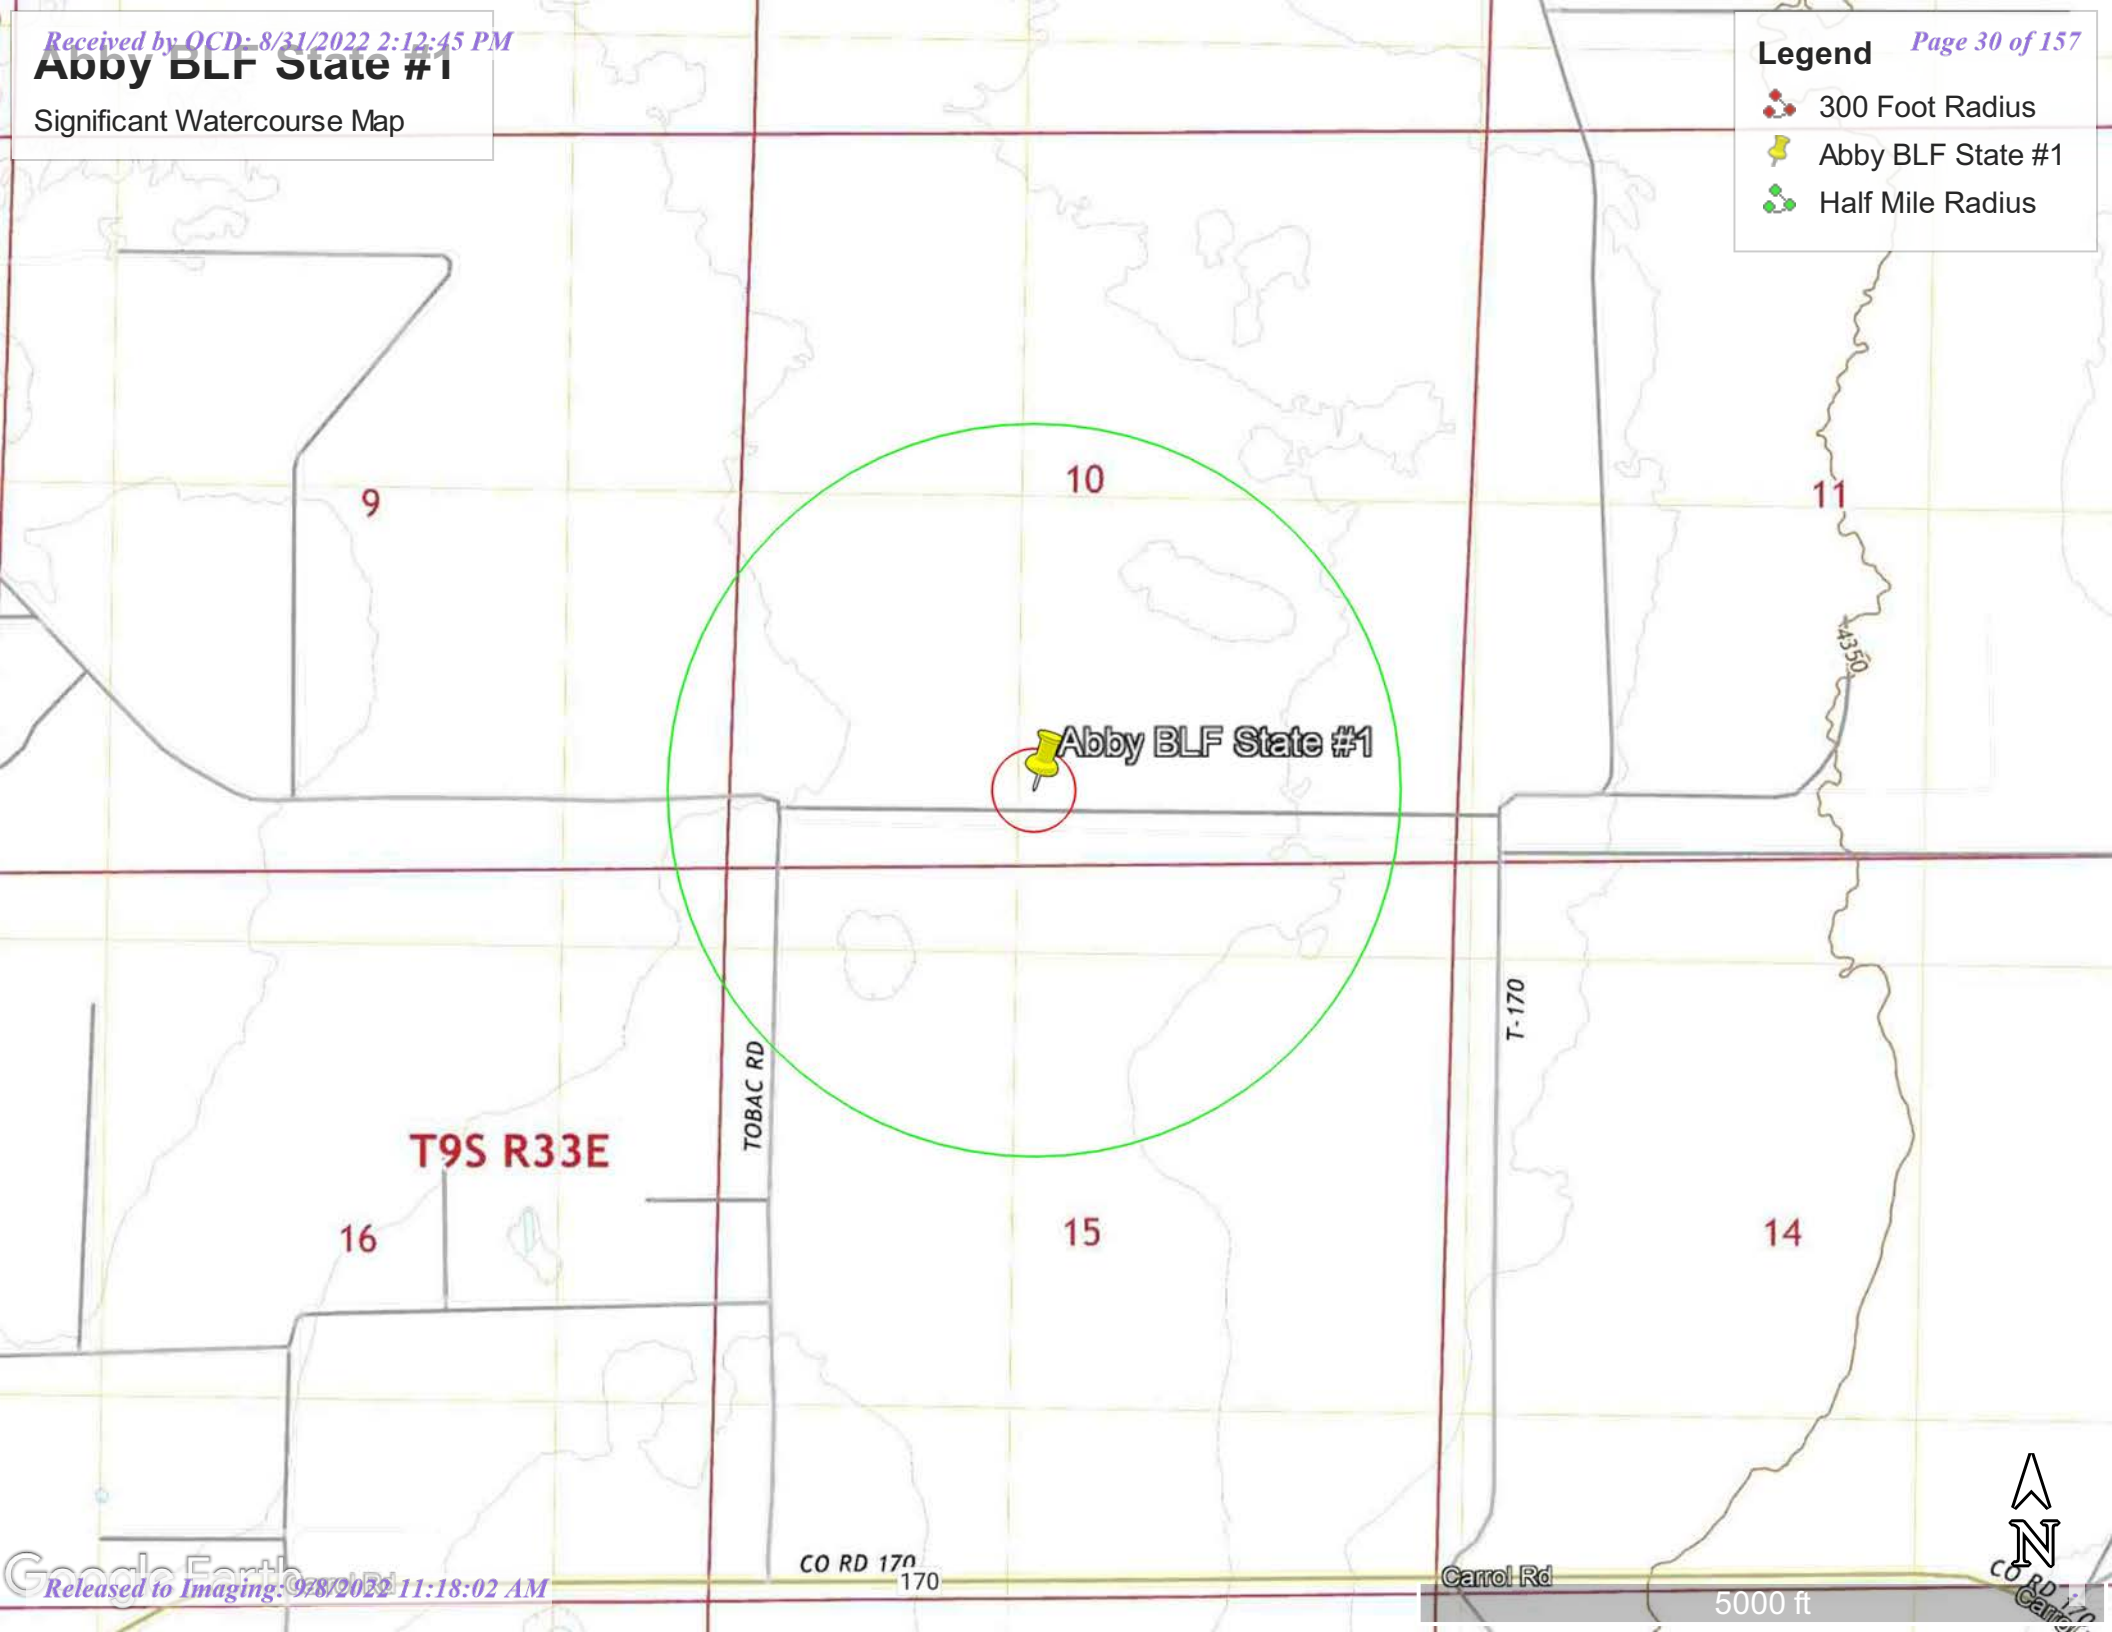 Received by OCD: 8/31/2022 2:12:45 PM
Page 30 of 157
Abby BLF State #1
Significant Watercourse Map
Legend
300 Foot Radius
Abby BLF State #1
Half Mile Radius
9
10
11
4350
Abby BLF State #1
T-170
TOBAC RD
T9S R33E
16
15
14
CO RD 170
170
Carrol Rd
N
CO RD 170
5000 ft
Google Earth
Released to Imaging: 9/8/2022 11:18:02 AM